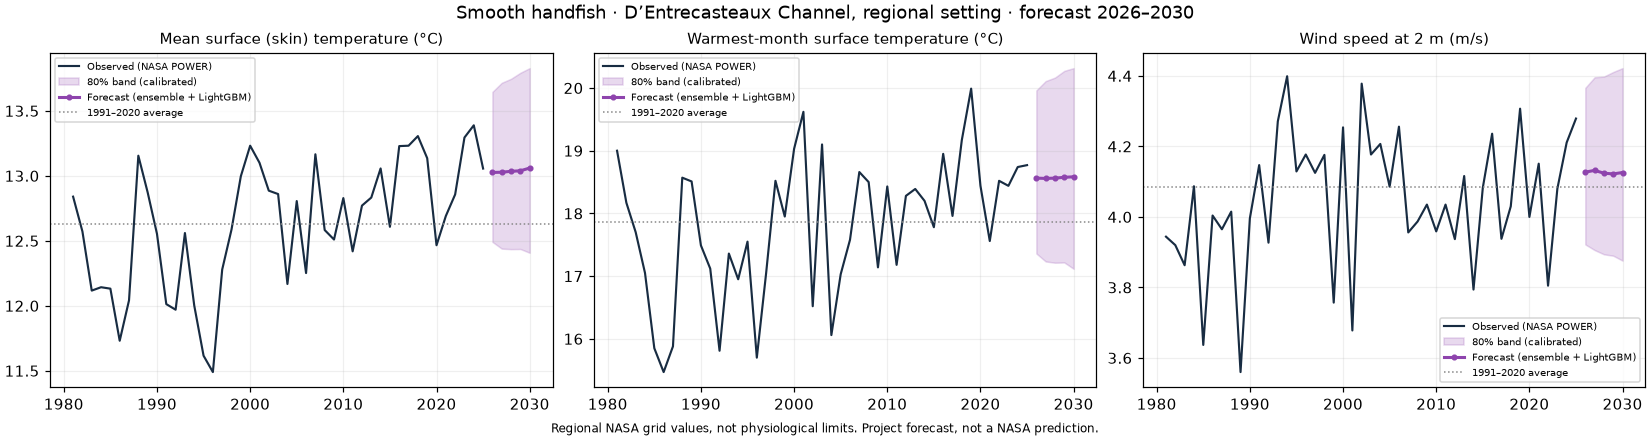 Smooth handfish · D’Entrecasteaux Channel, regional setting · forecast 2026–2030
Mean surface (skin) temperature (°C)
Observed (NASA POWER)
80% band (calibrated)
Forecast (ensemble + LightGBM)
1991–2020 average
13.5
13.0
12.5
12.0
11.5
1980 1990 2000 2010 2020 2030
Warmest-month surface temperature (°C)
Observed (NASA POWER)
80% band (calibrated)
Forecast (ensemble + LightGBM)
1991–2020 average
20
19
18
17
16
1980 1990 2000 2010 2020 2030
Wind speed at 2 m (m/s)
4.4
4.2
4.0
3.8
3.6
Observed (NASA POWER)
80% band (calibrated)
Forecast (ensemble + LightGBM)
1991–2020 average
1980 1990 2000 2010 2020 2030
Regional NASA grid values, not physiological limits. Project forecast, not a NASA prediction.